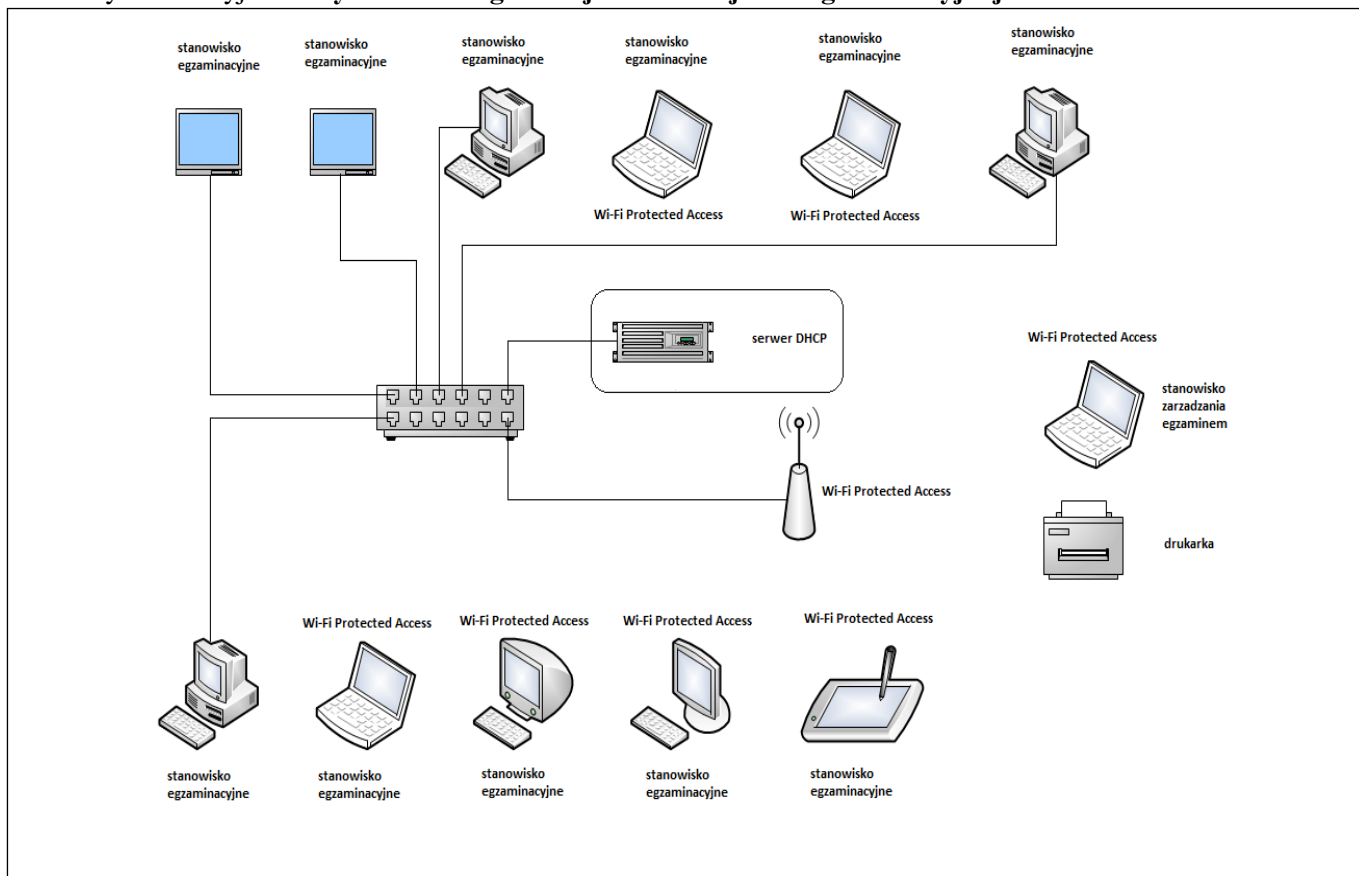 stanowisko
egzaminacyjne
stanowisko
egzaminacyjne
stanowisko
egzaminacyjne
stanowisko
egzaminacyjne
stanowisko
egzaminacyjne
stanowisko
egzaminacyjne
Wi-Fi Protected Access
Wi-Fi Protected Access
serwer DHCP
Wi-Fi Protected Access
stanowisko
zarzadzania
egzaminem
Wi-Fi Protected Access
drukarka
Wi-Fi Protected Access
Wi-Fi Protected Access
Wi-Fi Protected Access
Wi-Fi Protected Access
stanowisko
egzaminacyjne
stanowisko
egzaminacyjne
stanowisko
egzaminacyjne
stanowisko
egzaminacyjne
stanowisko
egzaminacyjne